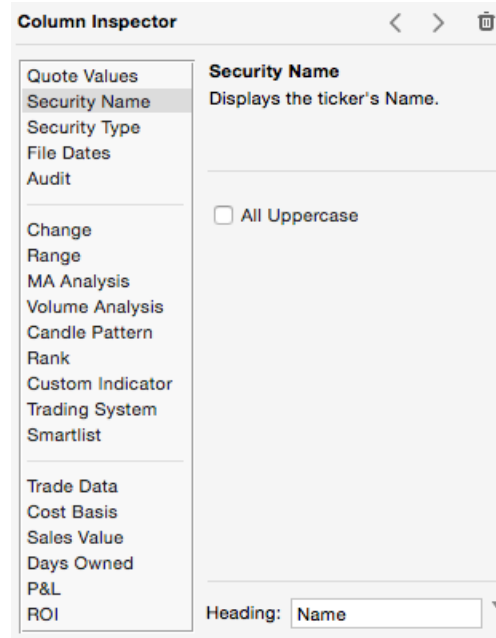 Column Inspector
Quote Values
Security Name
Security Type
File Dates
Audit
Change
Range
MA Analysis
Volume Analysis
Candle Pattern
Rank
Custom Indicator
Trading System
Smartlist
Trade Data
Cost Basis
Sales Value
Days Owned
P&L
ROI
Security Name
Displays the ticker's Name.
All Uppercase
Heading: Name